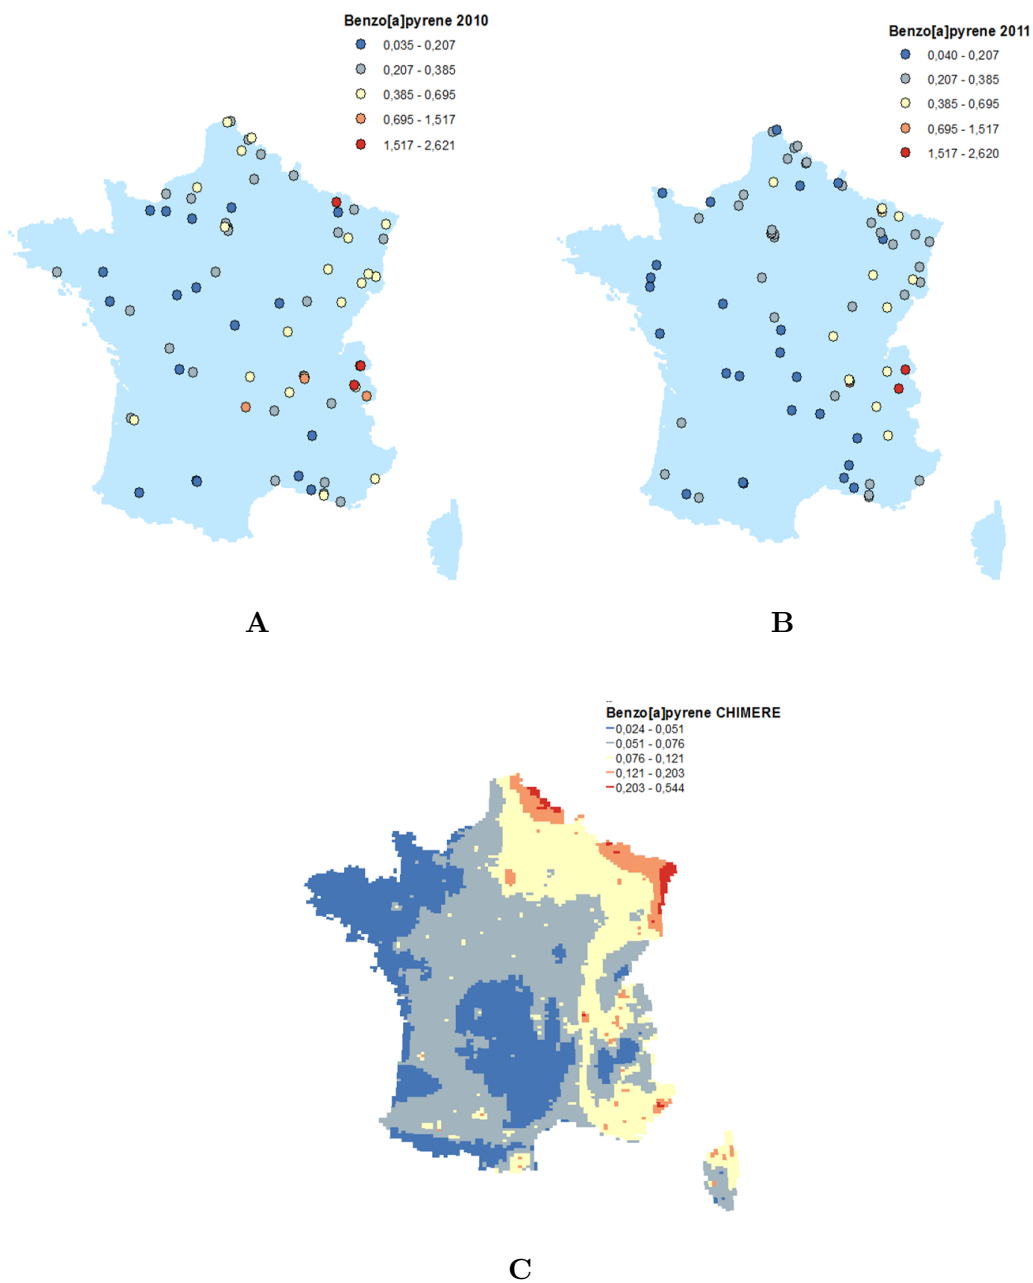 Benzo[a]pyrene 2010
0,035 - 0,207
0,207 - 0,385
0,385 - 0,695
0,695 - 1,517
1,517 - 2,621
Benzo[a]pyrene 2011
0,040 - 0,207
0,207 - 0,385
0,385 - 0,695
0,695 - 1,517
1,517 - 2,620
A
B
Benzo[a]pyrene CHIMERE
0,024 - 0,051
0,051 - 0,076
0,076 - 0,121
0,121 - 0,203
0,203 - 0,544
C